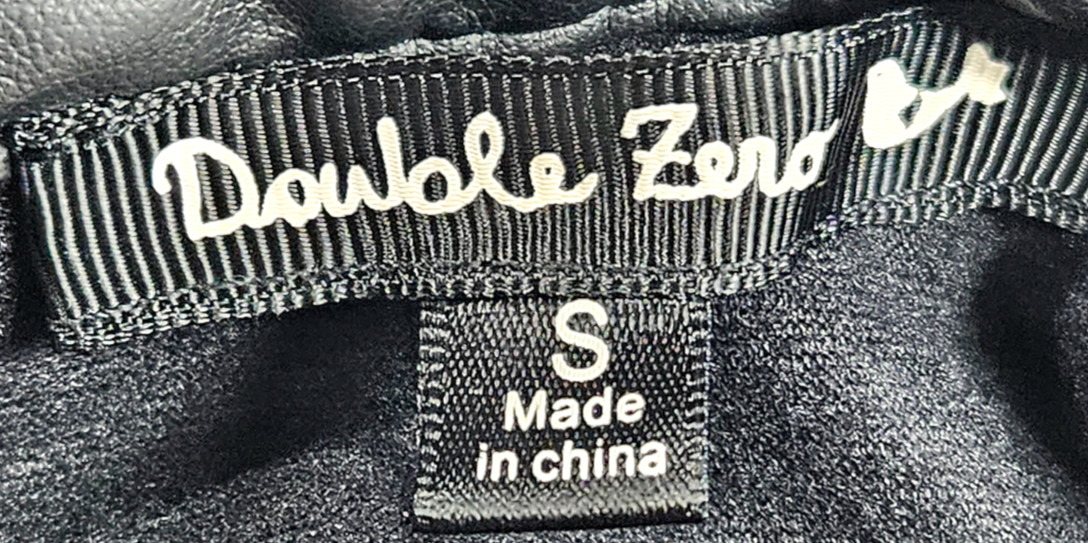 Double Zero
S
Made
in china